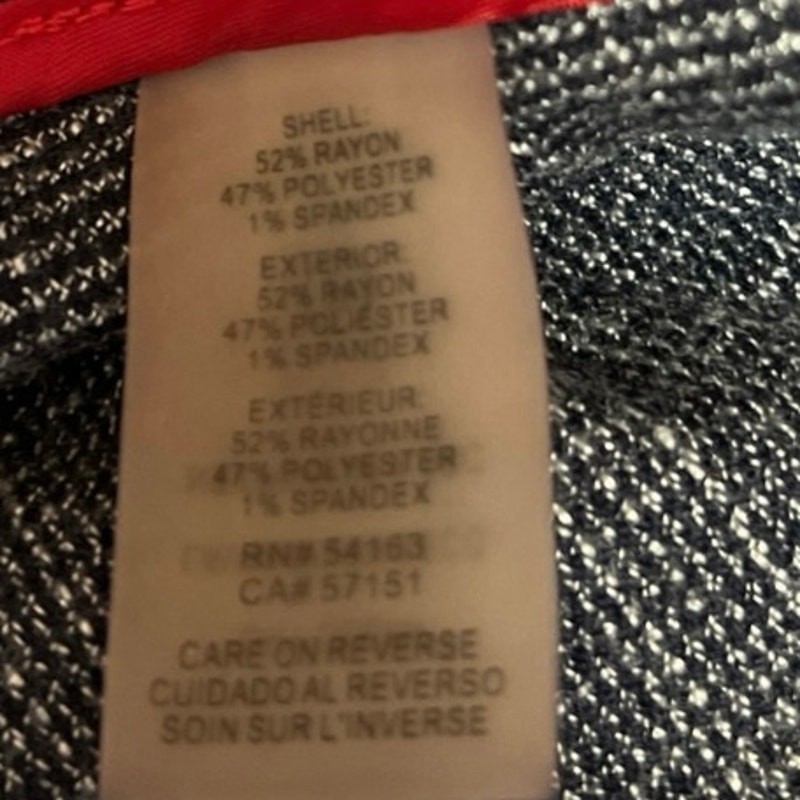 SHELL:
52% RAYON
47% POLYESTER
1% SPANDEX
EXTERIOR:
52% RAYON
47% POLIÉSTER
1% SPANDEX
EXTÉRIEUR:
52% RAYONNE
47% POLYESTER
1% SPANDEX
RN# 54163
CA# 57151
CARE ON REVERSE
CUIDADO AL REVERSO
SOIN SUR L'INVERSE